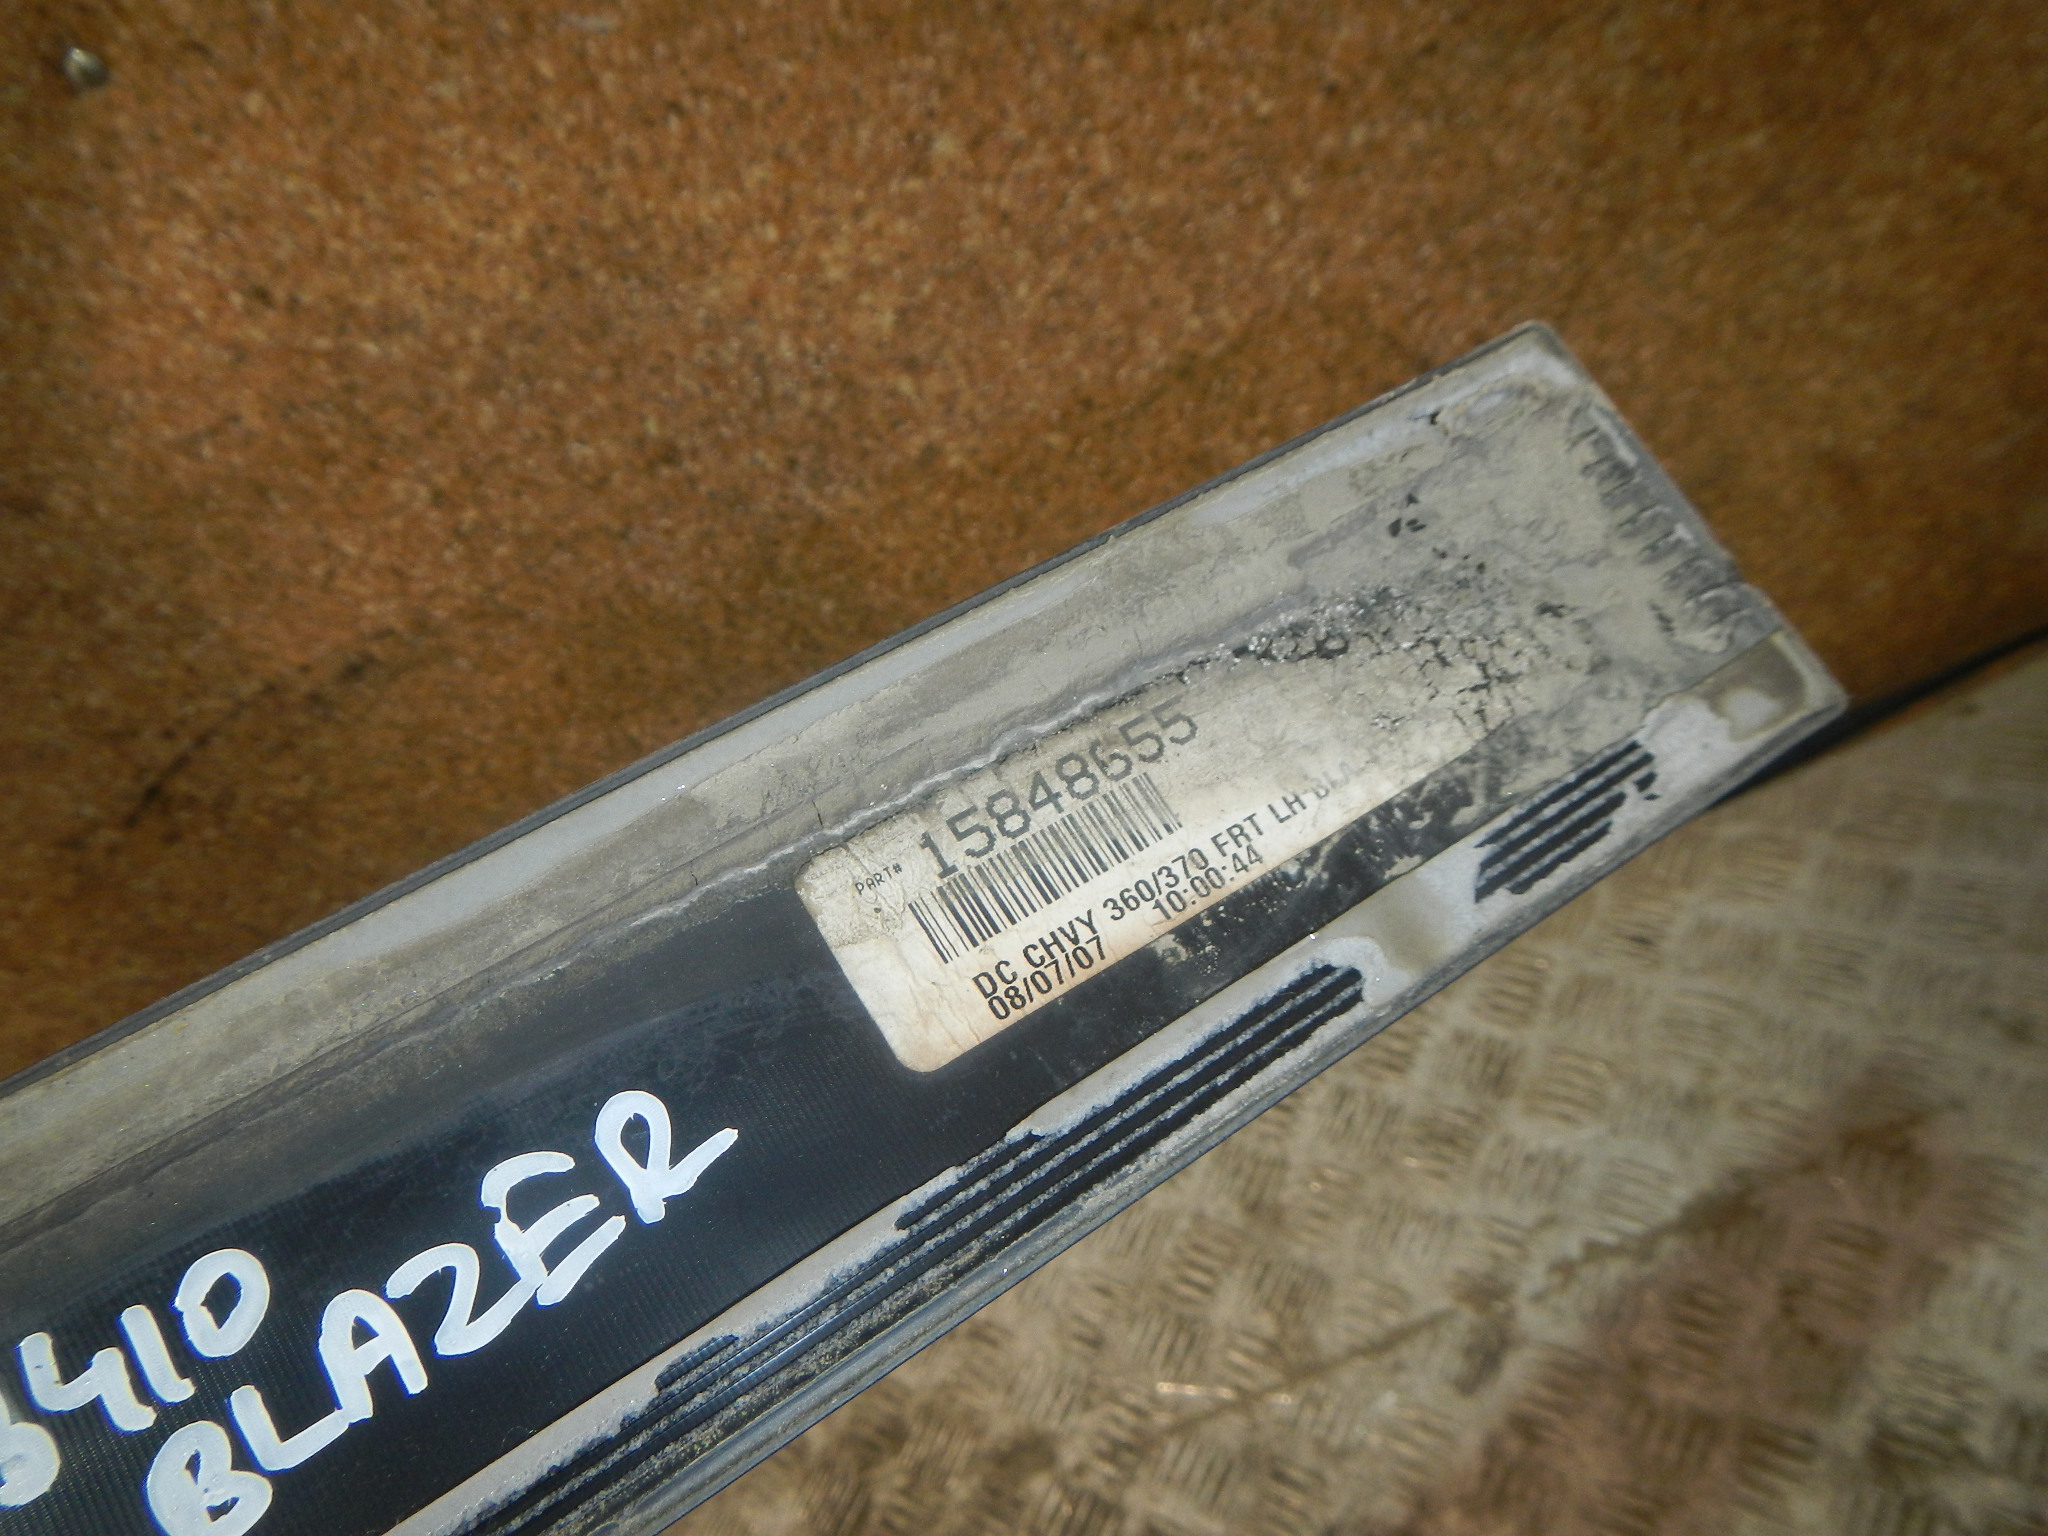 PART# 15848655
DC CHVY 360/370 FRT LH
08/07/07 10:00:44
410
BLAZER